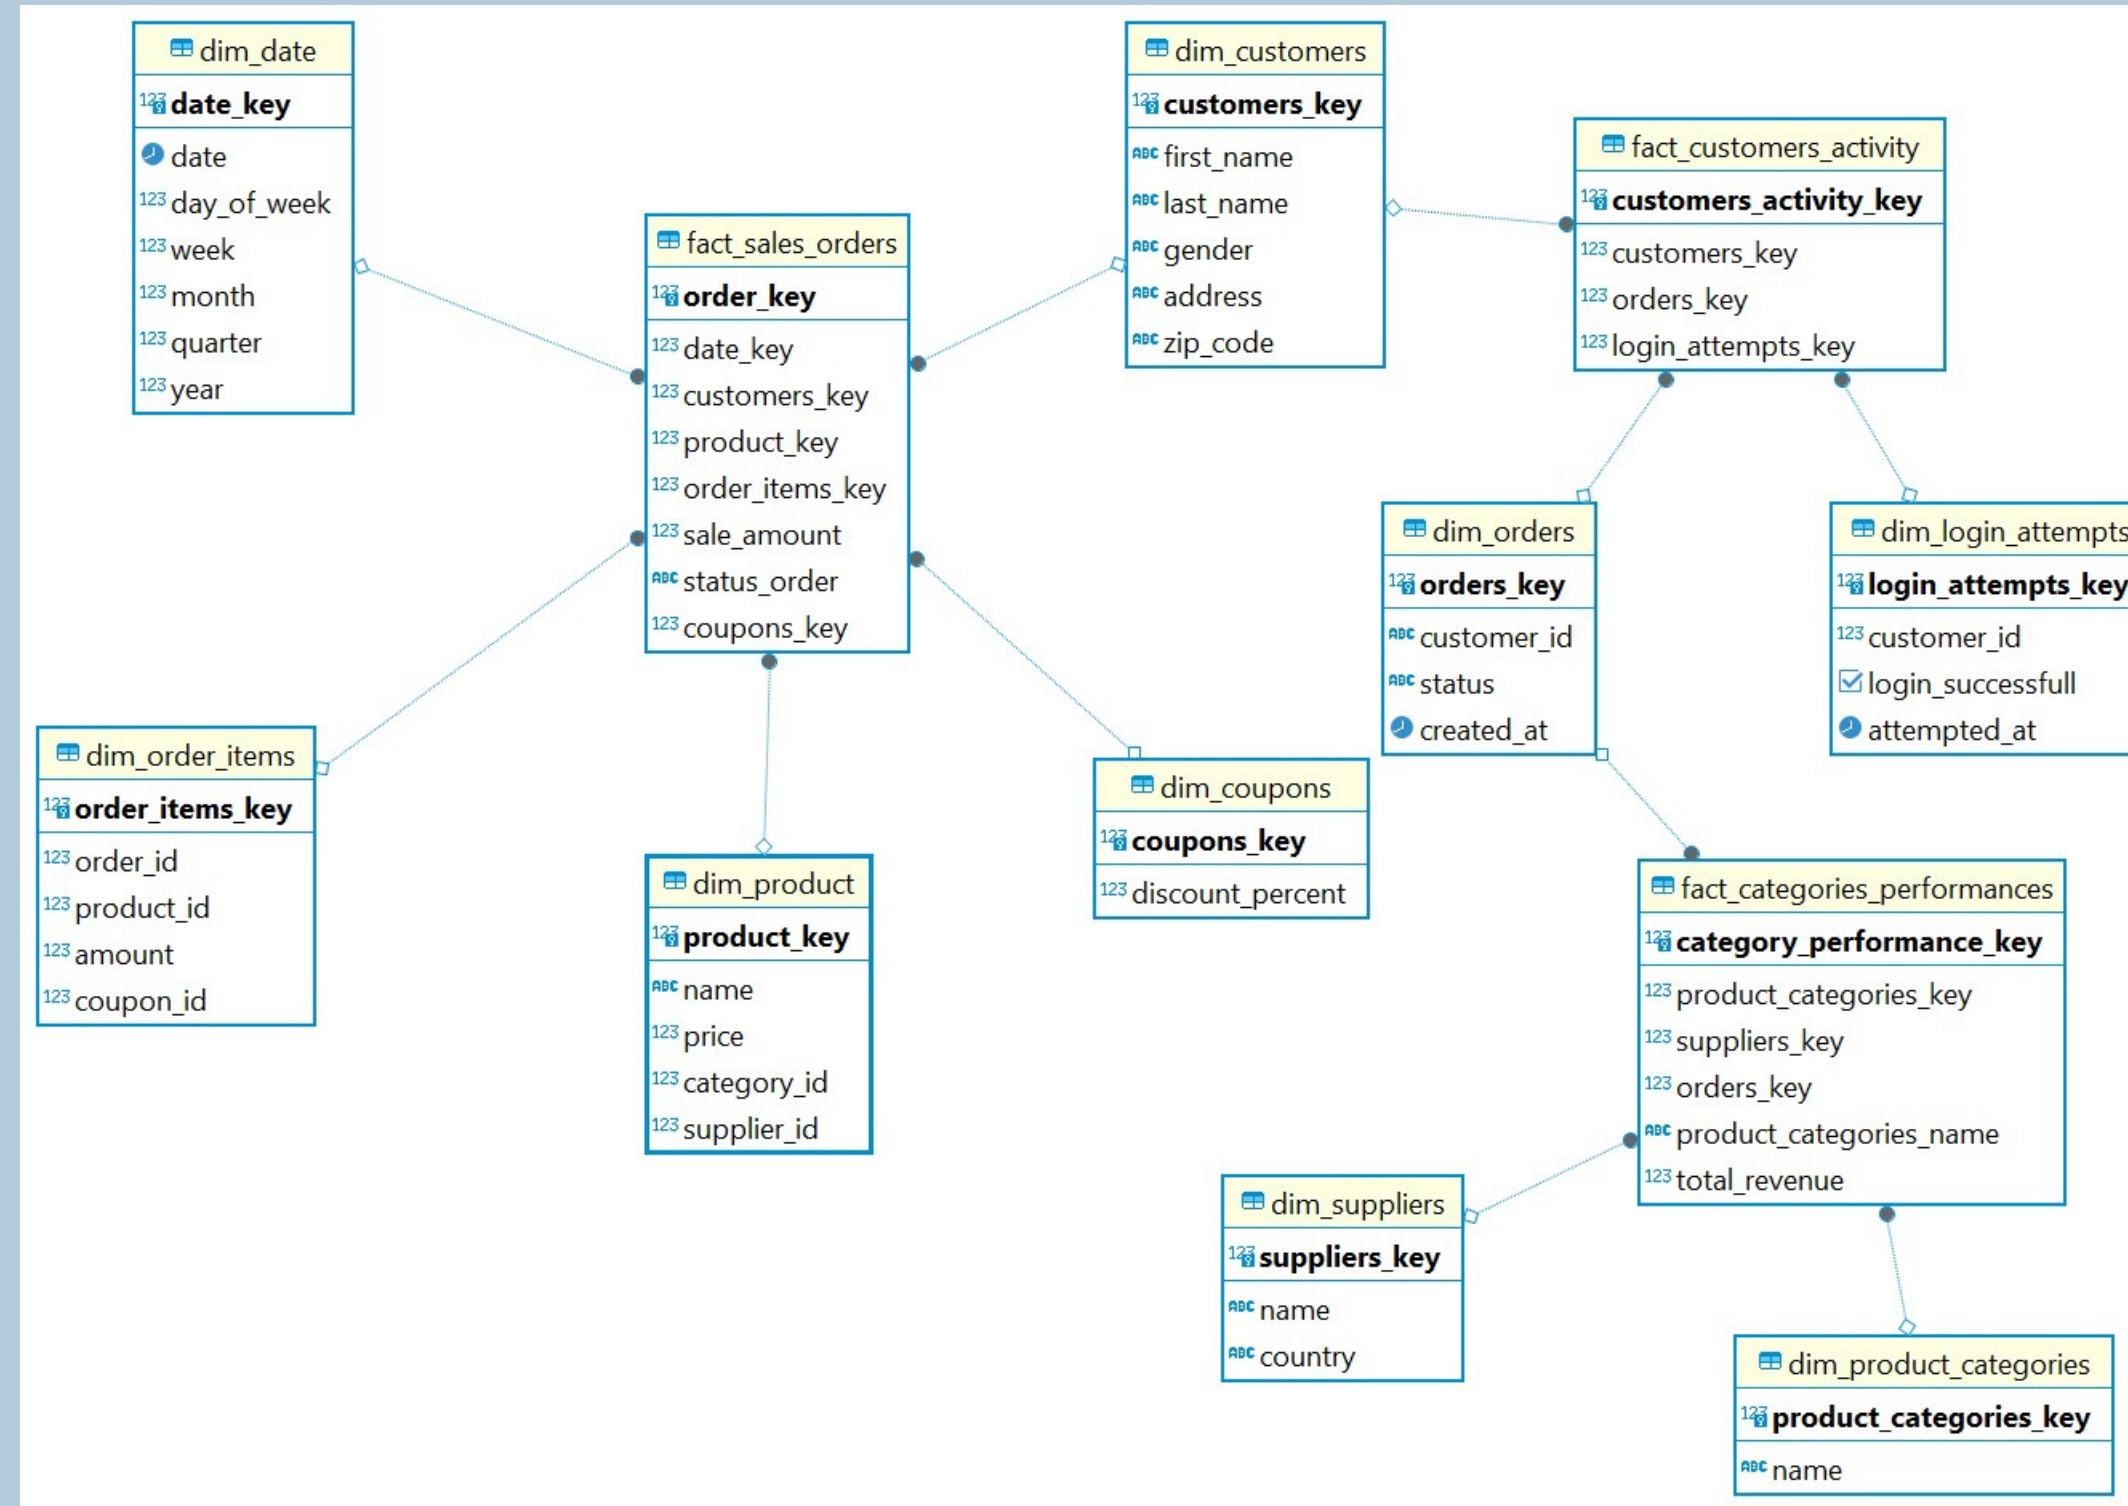 dim_date
date_key
date
day_of_week
week
month
quarter
year
fact_sales_orders
order_key
date_key
customers_key
product_key
order_items_key
sale_amount
status_order
coupons_key
dim_customers
customers_key
first_name
last_name
gender
address
zip_code
fact_customers_activity
customers_activity_key
customers_key
orders_key
login_attempts_key
dim_orders
orders_key
customer_id
status
created_at
dim_login_attempts
login_attempts_key
customer_id
login_successfull
attempted_at
dim_order_items
order_items_key
order_id
product_id
amount
coupon_id
dim_product
product_key
name
price
category_id
supplier_id
dim_coupons
coupons_key
discount_percent
fact_categories_performances
category_performance_key
product_categories_key
suppliers_key
orders_key
product_categories_name
total_revenue
dim_suppliers
suppliers_key
name
country
dim_product_categories
product_categories_key
name